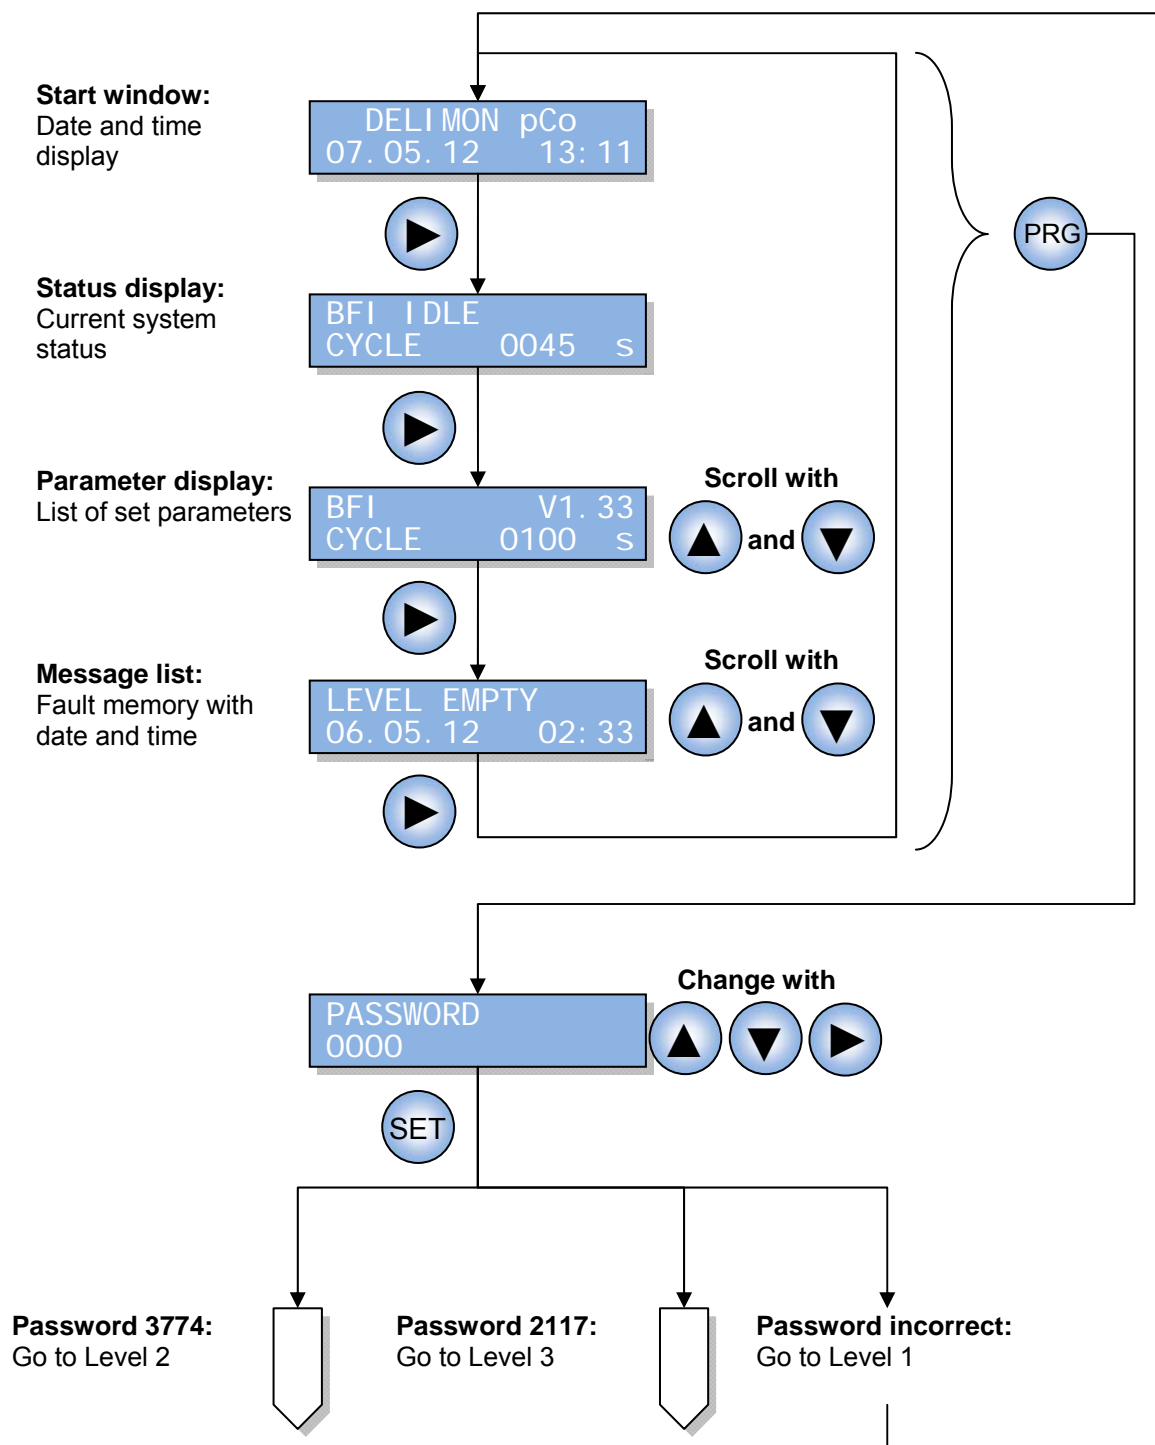 Start window:
Date and time
display
DELIMON pCo
07.05.12 13:11
PRG
Status display:
Current system
status
BFI IDLE
CYCLE 0045 s
Parameter display:
List of set parameters
BFI V1.33
CYCLE 0100 s
Scroll with
and
Message list:
Fault memory with
date and time
LEVEL EMPTY
06.05.12 02:33
Scroll with
and
PASSWORD
0000
Change with
SET
Password 3774:
Go to Level 2
Password 2117:
Go to Level 3
Password incorrect:
Go to Level 1